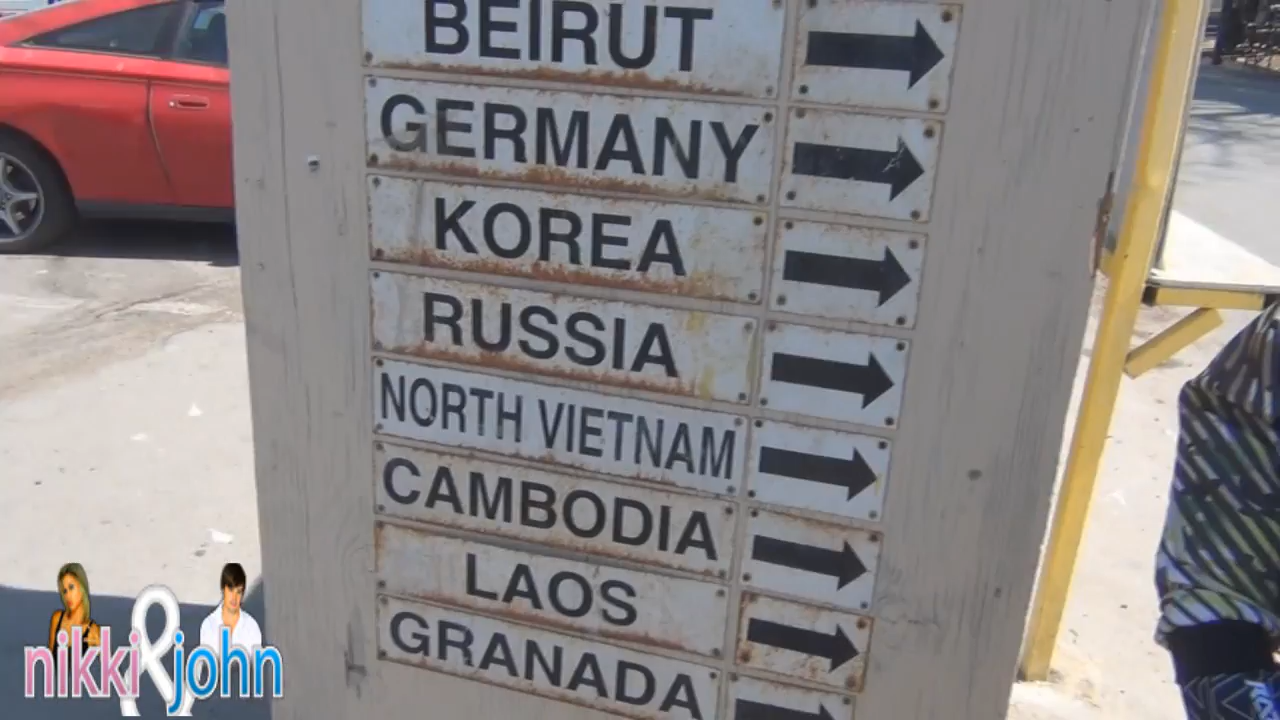 BEIRUT
GERMANY
KOREA
RUSSIA
NORTH VIETNAM
CAMBODIA
LAOS
GRANADA
nikki & john